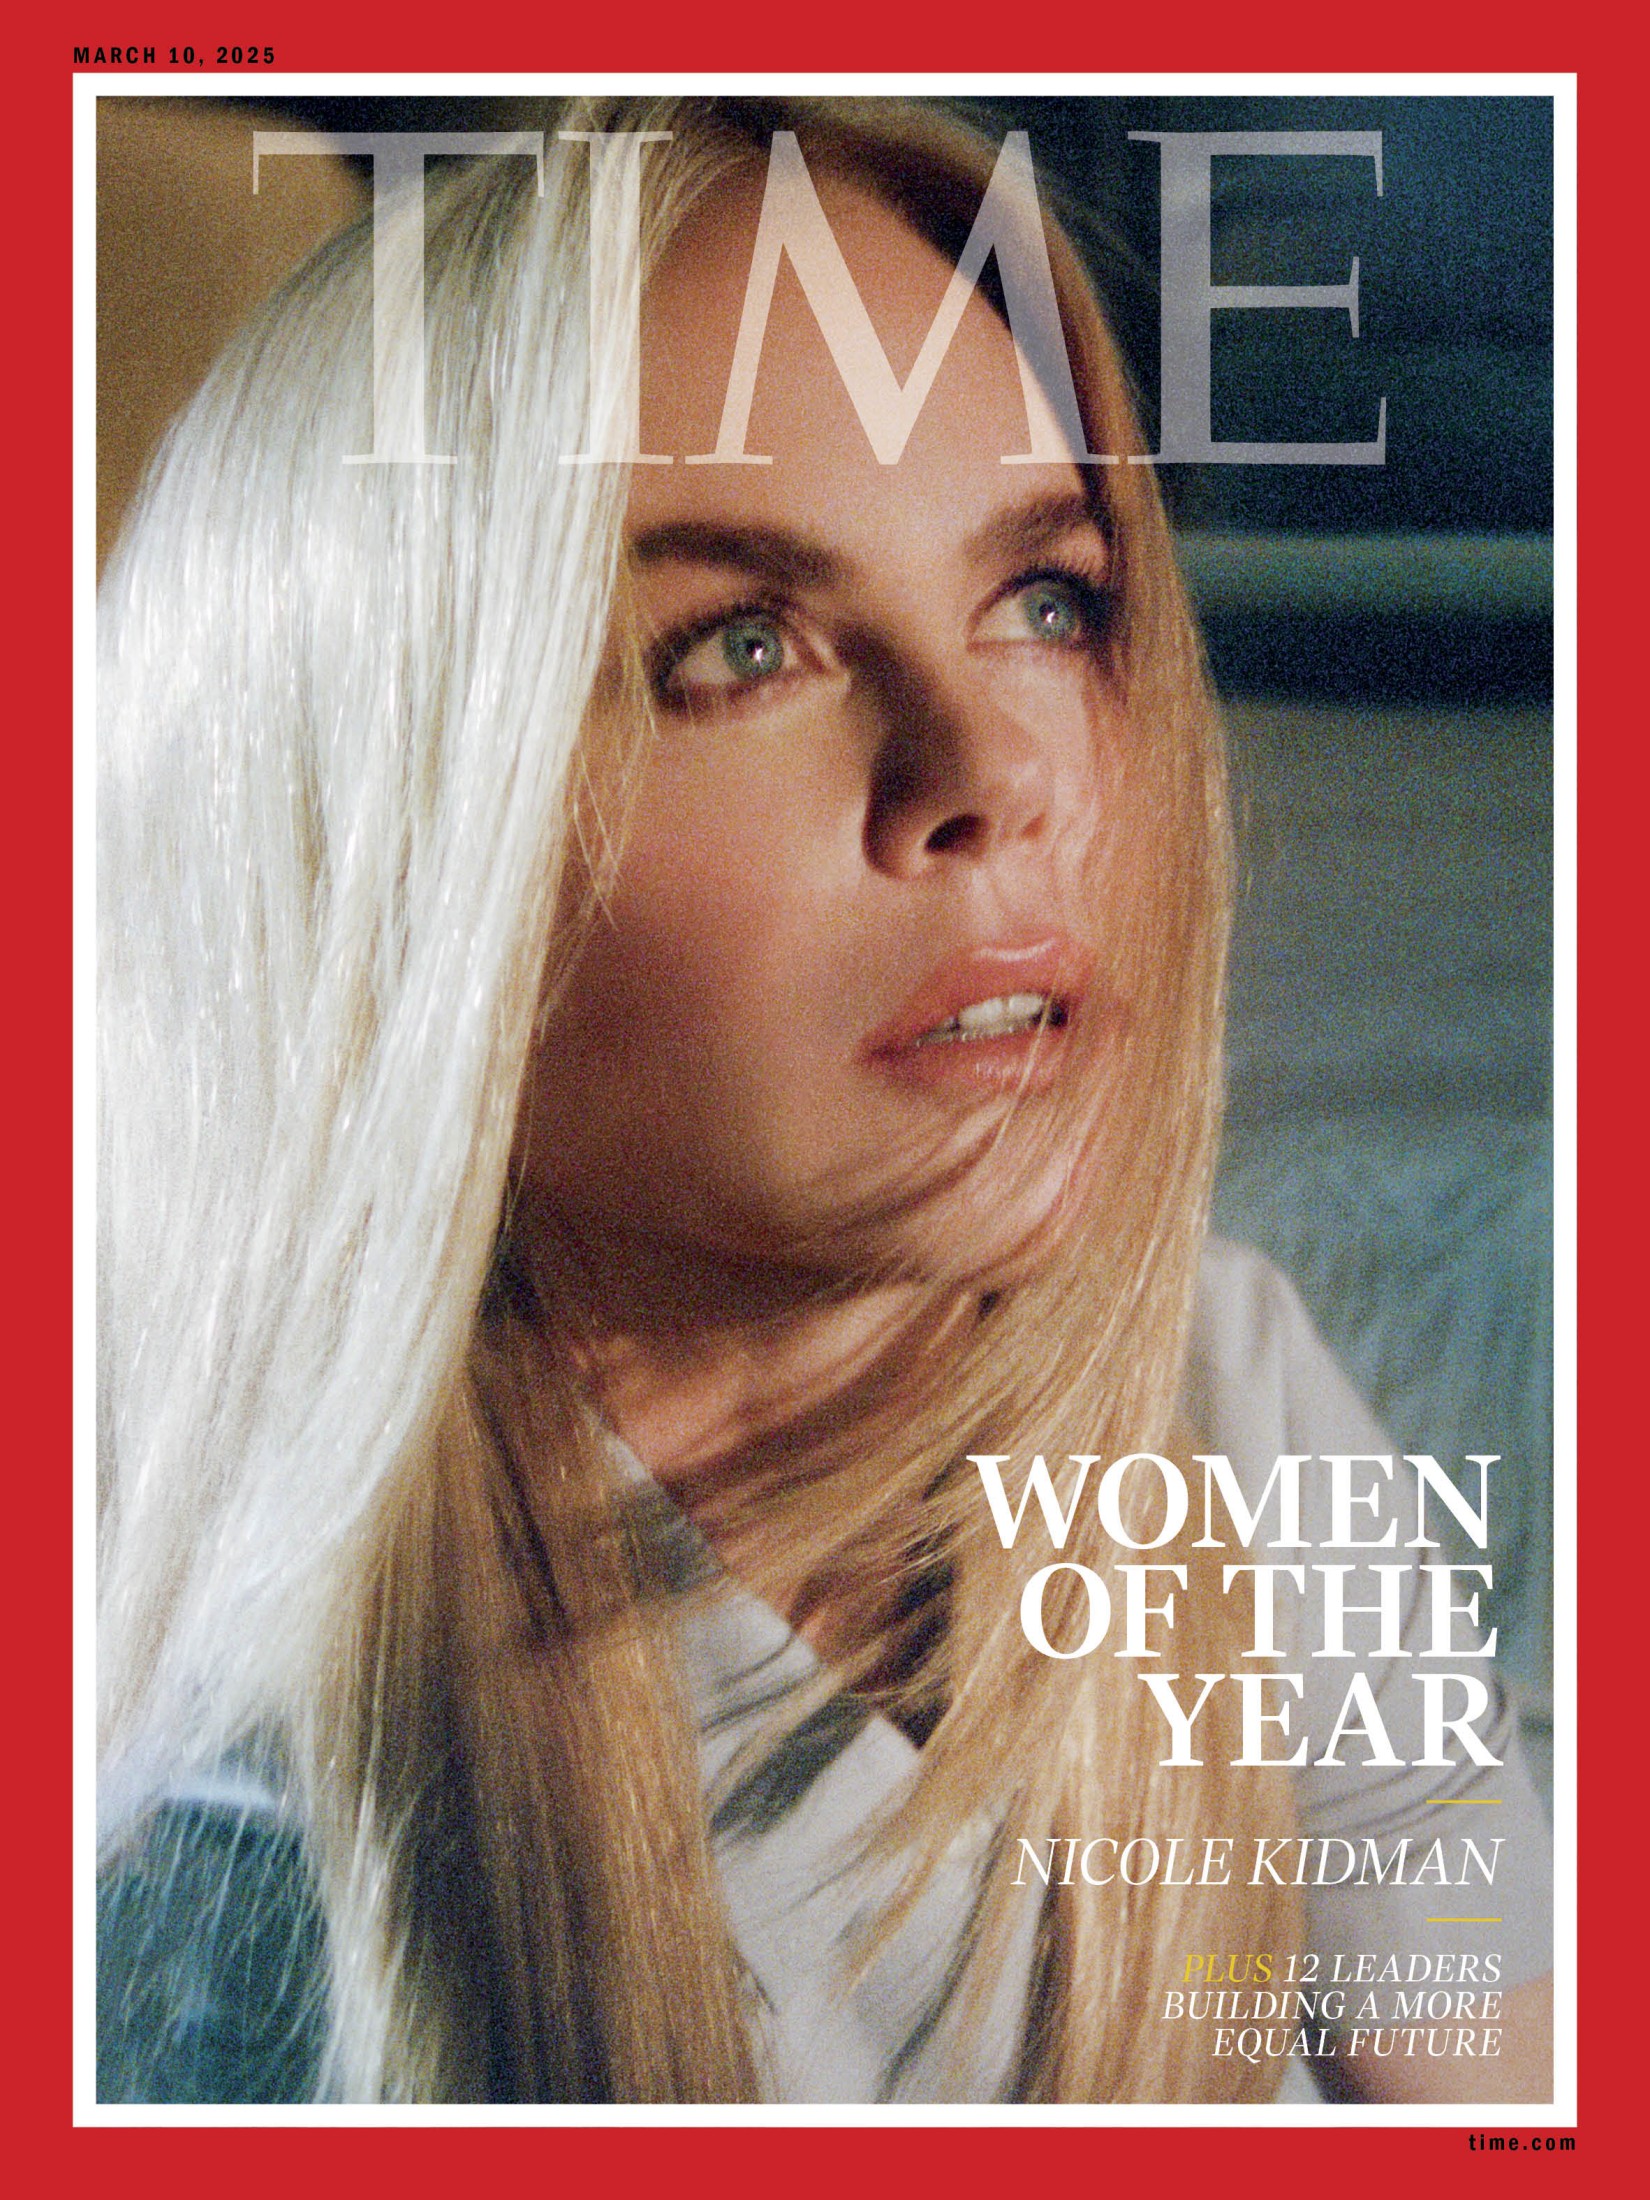 MARCH 10, 2025
TIME
WOMEN
OF THE
YEAR
NICOLE KIDMAN
PLUS 12 LEADERS
BUILDING A MORE
EQUAL FUTURE
time.com